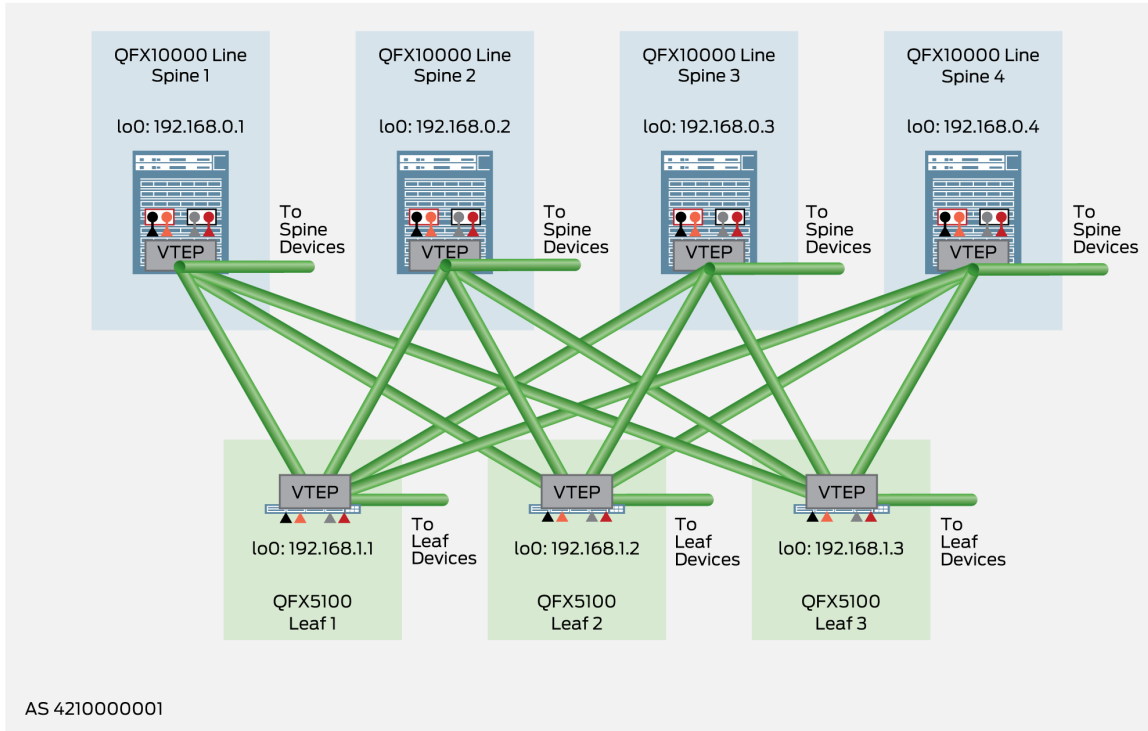 QFX10000 Line
Spine 1
QFX10000 Line
Spine 2
QFX10000 Line
Spine 3
QFX10000 Line
Spine 4
lo0: 192.168.0.1
lo0: 192.168.0.2
lo0: 192.168.0.3
lo0: 192.168.0.4
To
Spine
Devices
To
Spine
Devices
To
Spine
Devices
To
Spine
Devices
VTEP
VTEP
VTEP
VTEP
VTEP
VTEP
VTEP
To
Leaf
Devices
To
Leaf
Devices
To
Leaf
Devices
lo0: 192.168.1.1
lo0: 192.168.1.2
lo0: 192.168.1.3
QFX5100
Leaf 1
QFX5100
Leaf 2
QFX5100
Leaf 3
AS 4210000001